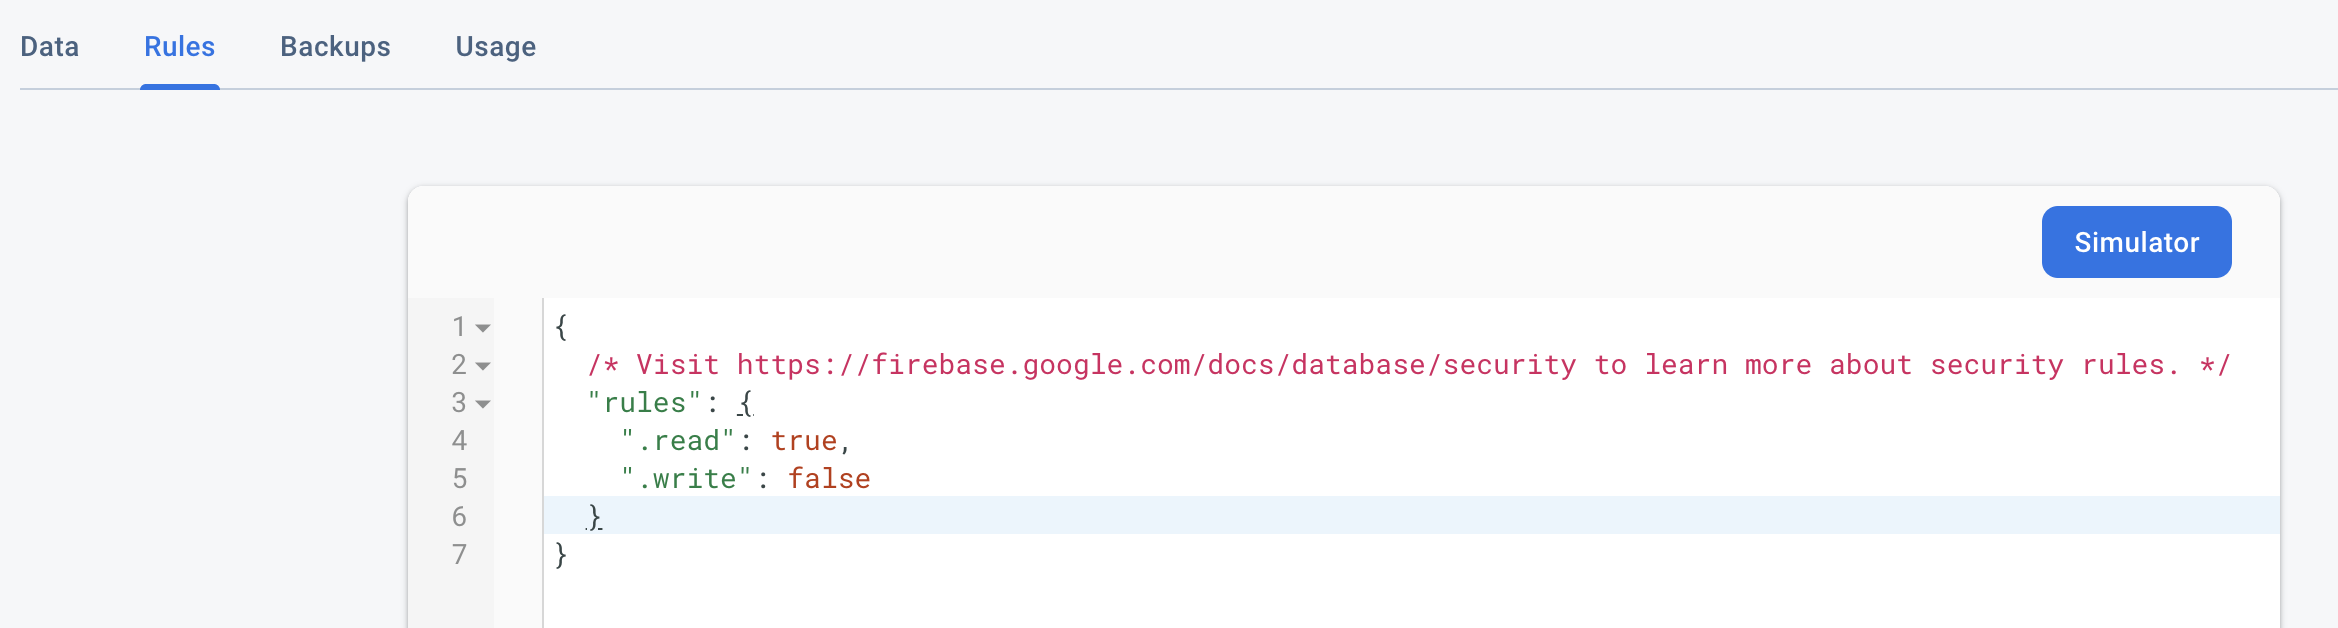 Data Rules Backups Usage
Simulator
1 {
2 /* Visit https://firebase.google.com/docs/database/security to learn more about security rules. */
3 "rules": {
4 ".read": true,
5 ".write": false
6 }
7 }